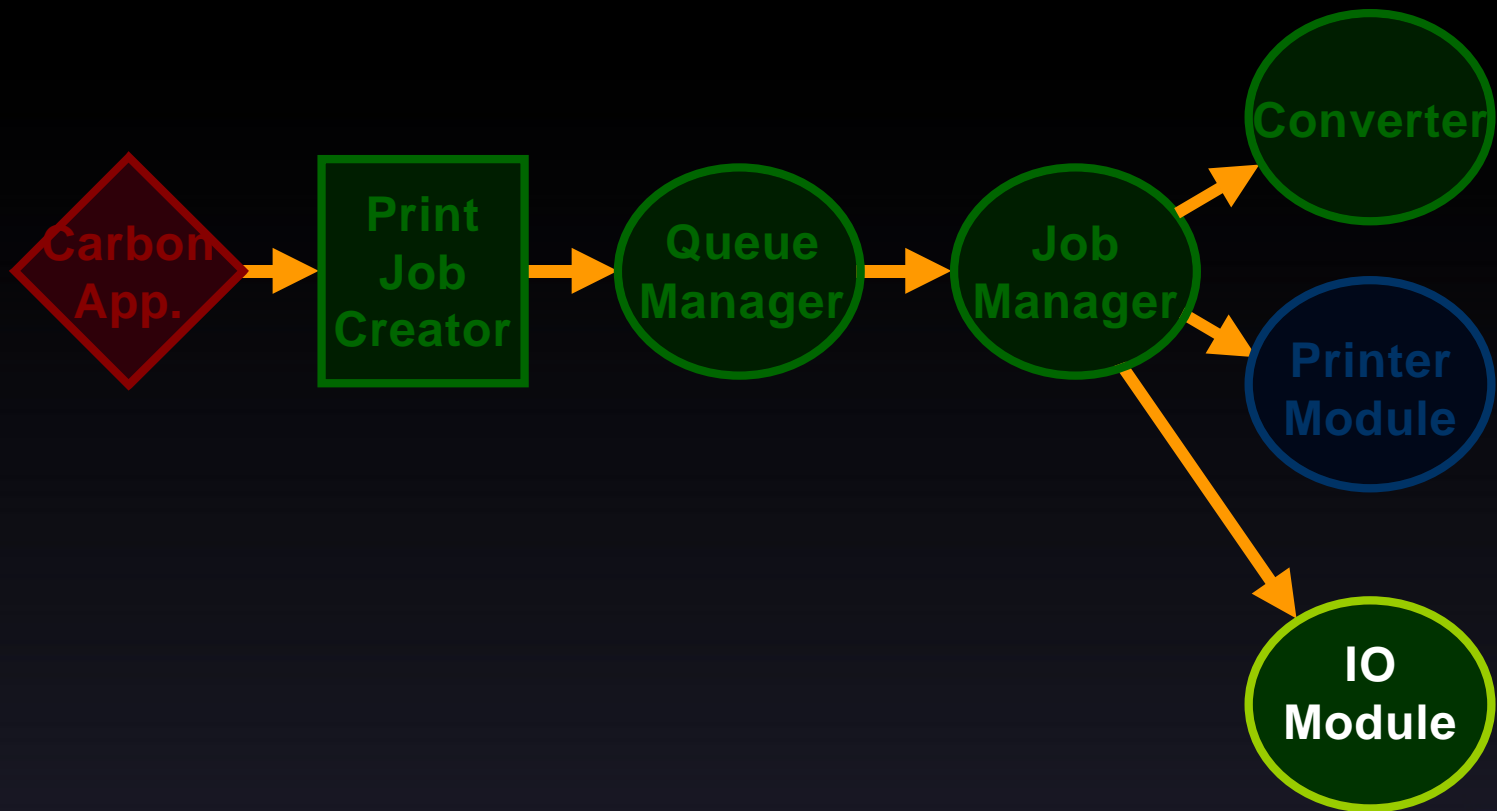 Carbon
App.
Print
Job
Creator
Queue
Manager
Job
Manager
Converter
Printer
Module
IO
Module